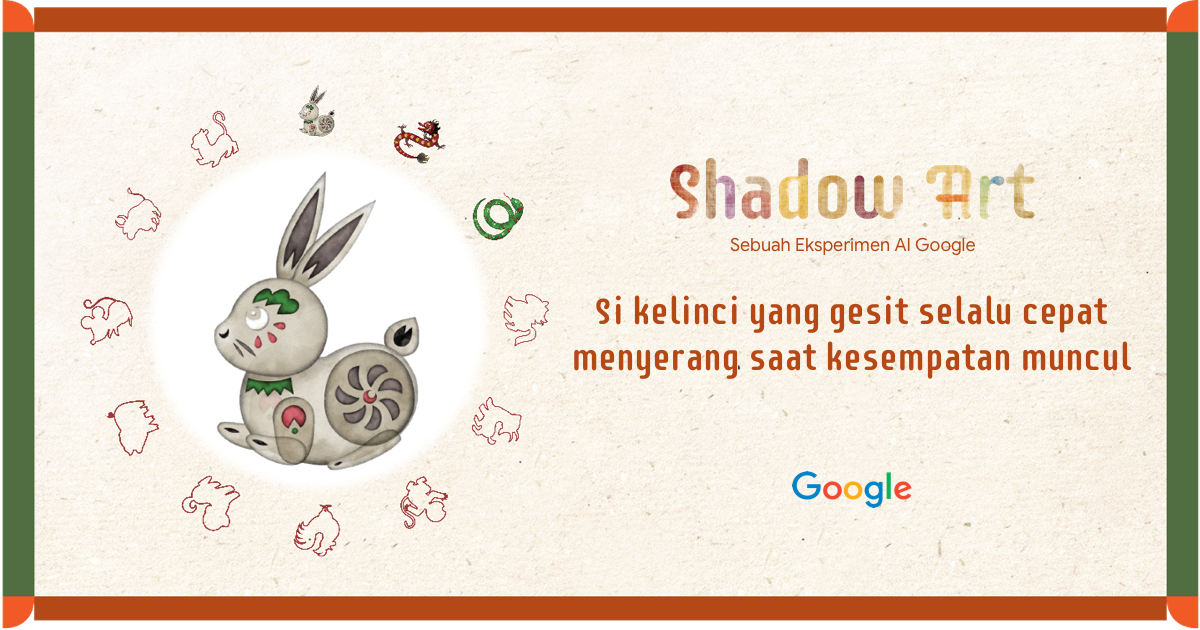 Shadow Art
Sebuah Eksperimen AI Google
Si kelinci yang gesit selalu cepat
menyerang saat kesempatan muncul
Google